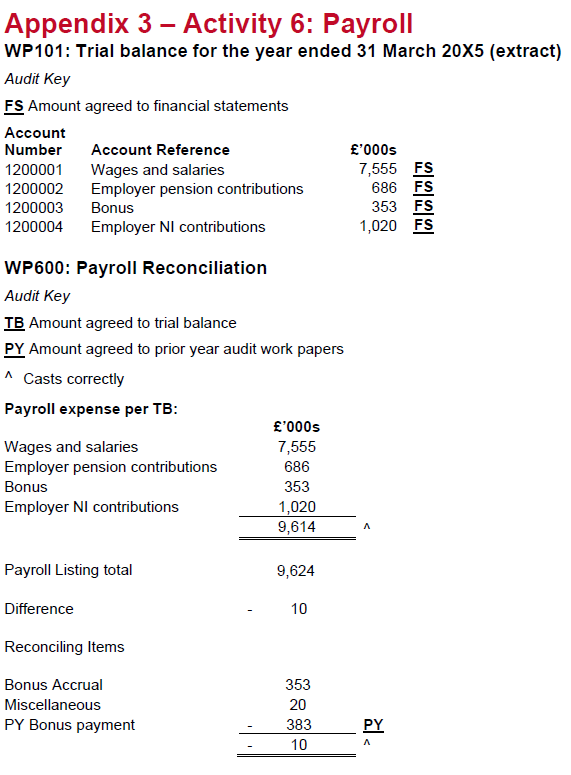 Appendix 3 – Activity 6: Payroll
WP101: Trial balance for the year ended 31 March 20X5 (extract)
Audit Key
FS Amount agreed to financial statements
Account
Number Account Reference £’000s
1200001 Wages and salaries 7,555 FS
1200002 Employer pension contributions 686 FS
1200003 Bonus 353 FS
1200004 Employer NI contributions 1,020 FS
WP600: Payroll Reconciliation
Audit Key
TB Amount agreed to trial balance
PY Amount agreed to prior year audit work papers
^ Casts correctly
Payroll expense per TB:
£’000s
Wages and salaries 7,555
Employer pension contributions 686
Bonus 353
Employer NI contributions 1,020
9,614 ^
Payroll Listing total 9,624
Difference - 10
Reconciling Items
Bonus Accrual 353
Miscellaneous 20
PY Bonus payment - 383 PY
- 10 ^